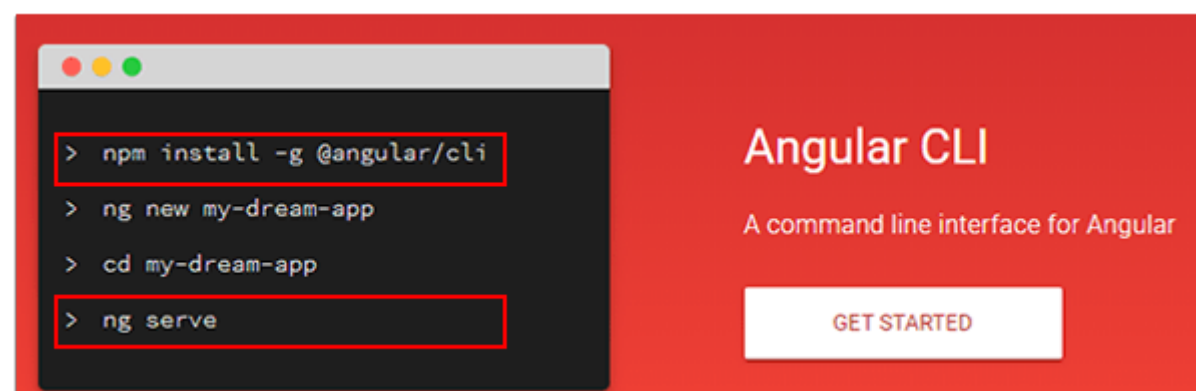 > npm install -g @angular/cli
> ng new my-dream-app
> cd my-dream-app
> ng serve
Angular CLI
A command line interface for Angular
GET STARTED